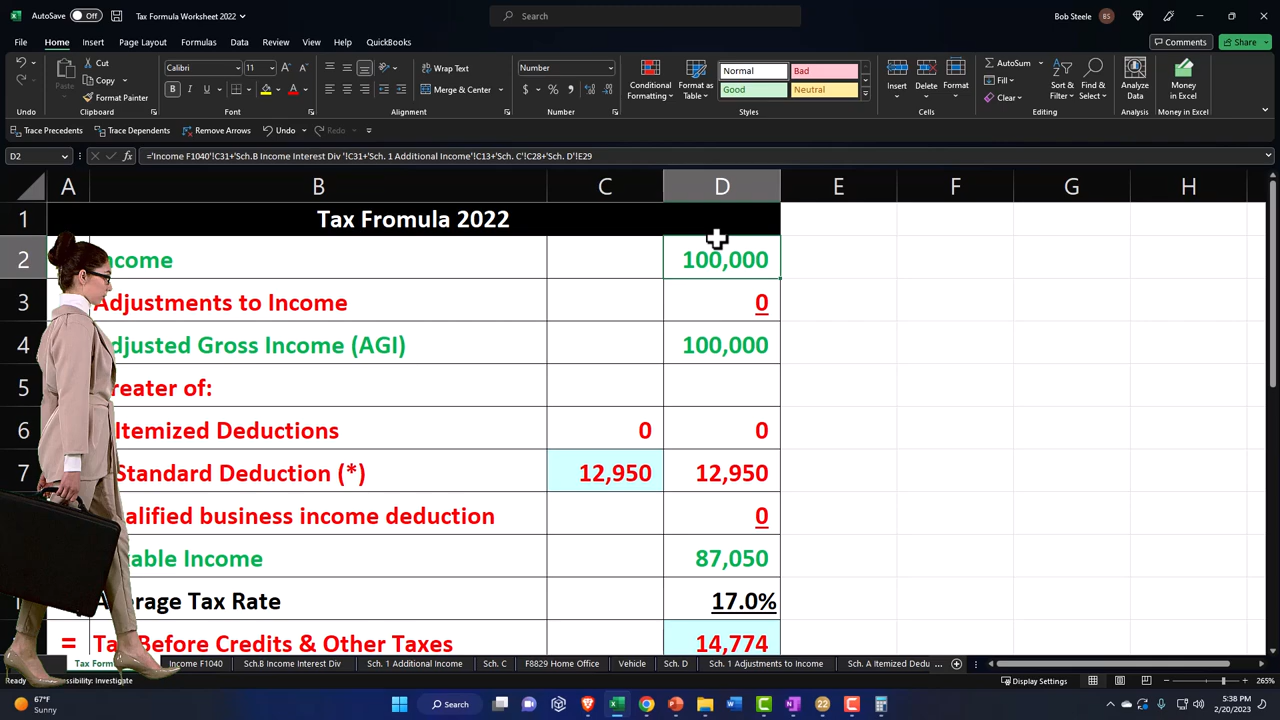 AutoSave Off Tax Formula Worksheet 2022 Search Bob Steele BS
File Home Insert Page Layout Formulas Data Review View Help QuickBooks Comments Share
Cut Calibri 11 Wrap Text Number Normal Bad AutoSum
Copy Good Neutral
Paste Format Painter B I U Merge & Center $ % Conditional Formatting Format as Table Insert Delete Format Clear Sort & Filter Find & Select Analyze Data Money in Excel
Undo Clipboard Font Alignment Number Styles Cells Editing Analysis Money in Excel
Trace Precedents Trace Dependents Remove Arrows Undo Redo
D2 fx ='Income F1040'!C31+'Sch.B Income Interest Div '!C31+'Sch. 1 Additional Income'!C13+'Sch. C'!C28+'Sch. D'!E29
A B C D E F G H
1 Tax Fromula 2022
2 ncome 100,000
3 Adjustments to Income 0
4 djusted Gross Income (AGI) 100,000
5 reater of:
6 Itemized Deductions 0 0
7 Standard Deduction (*) 12,950 12,950
alified business income deduction 0
able Income 87,050
Average Tax Rate 17.0%
= Tax Before Credits & Other Taxes 14,774
Tax Form Income F1040 Sch.B Income Interest Div Sch. 1 Additional Income Sch. C F8829 Home Office Vehicle Sch. D Sch. 1 Adjustments to Income Sch. A Itemized Dedu ...
Ready ssibility: Investigate Display Settings 265%
67°F
Sunny
Search
5:38 PM
2/20/2023